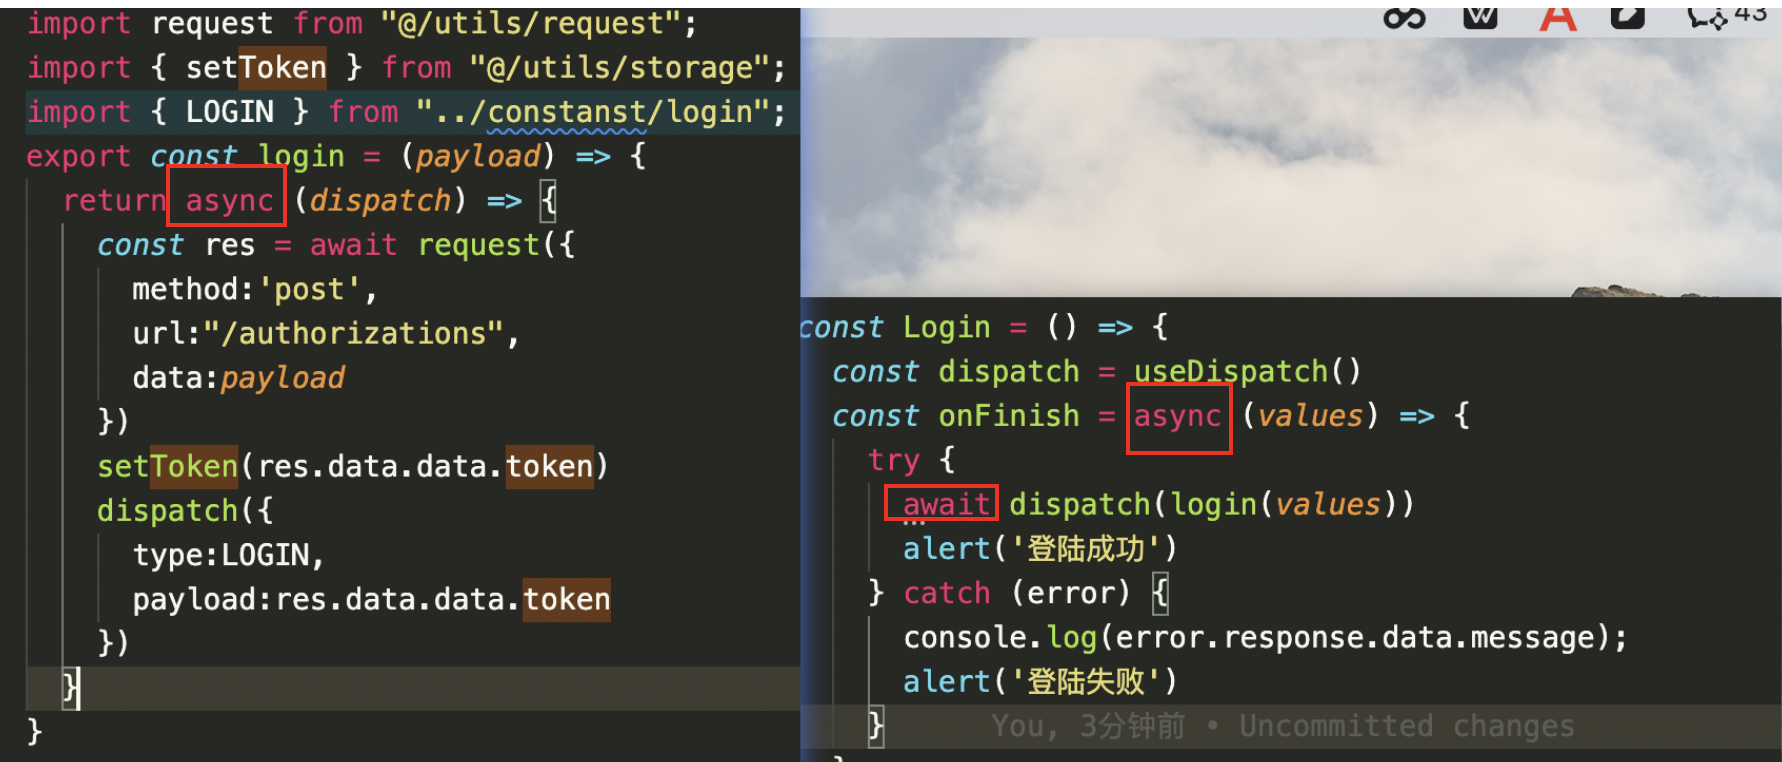 import request from "@/utils/request";
import { setToken } from "@/utils/storage";
import { LOGIN } from "../constanst/login";
export const login = (payload) => {
return async (dispatch) => {
const res = await request({
method:'post',
url:"/authorizations",
data:payload
})
setToken(res.data.data.token)
dispatch({
type:LOGIN,
payload:res.data.data.token
})
}
}
43
const Login = () => {
const dispatch = useDispatch()
const onFinish = async (values) => {
try {
await dispatch(login(values))
alert('登陆成功')
} catch (error) {
console.log(error.response.data.message);
alert('登陆失败')
} You, 3分钟前 • Uncommitted changes